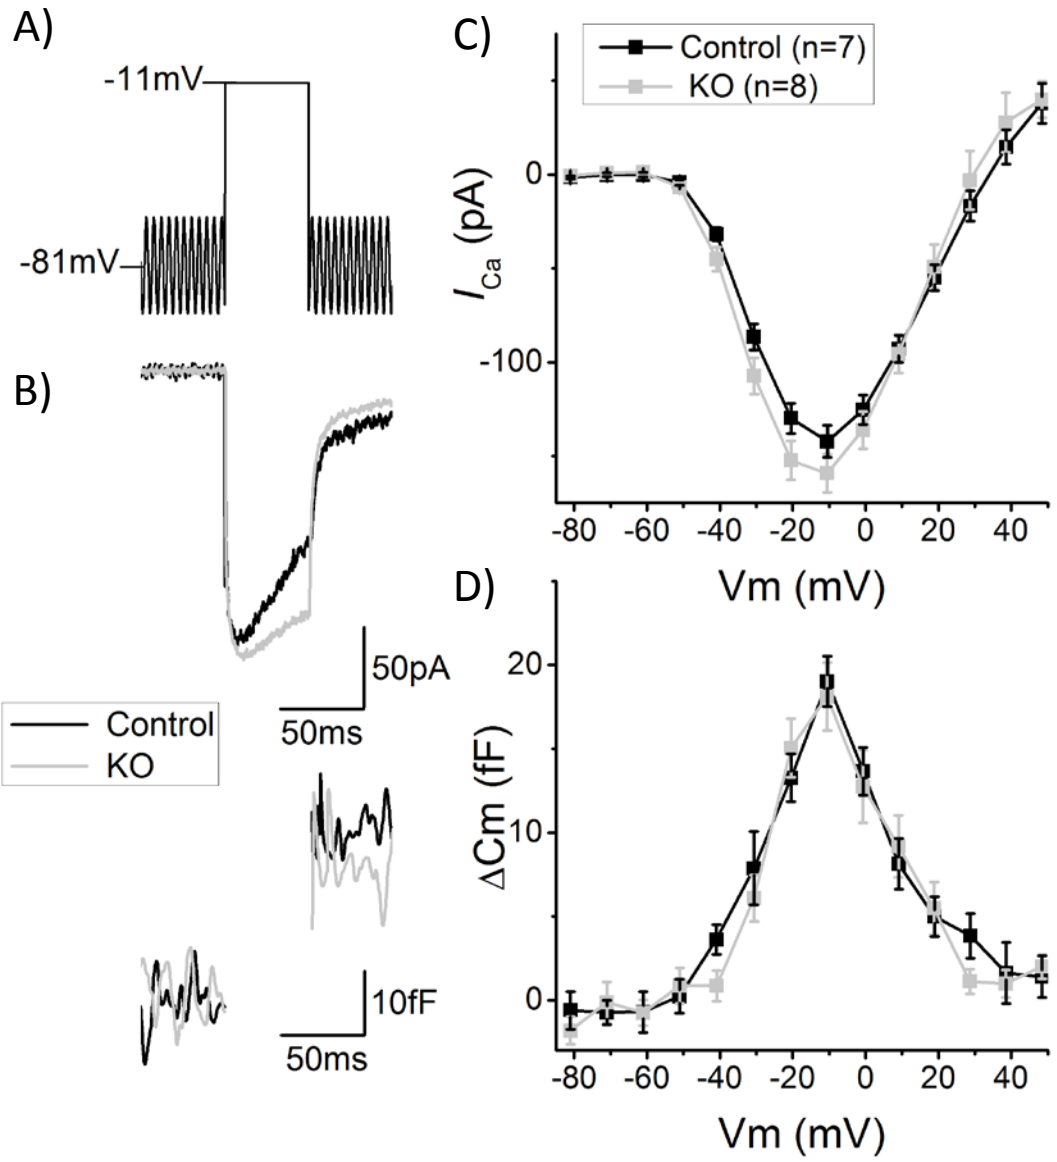 A)
-11mV
-81mV
B)
50pA
50ms
Control
KO
10fF
50ms
C)
Control (n=7)
KO (n=8)
0
-100
I Ca (pA)
-80 -60 -40 -20 0 20 40
Vm (mV)
D)
20
10
0
ΔCm (fF)
-80 -60 -40 -20 0 20 40
Vm (mV)